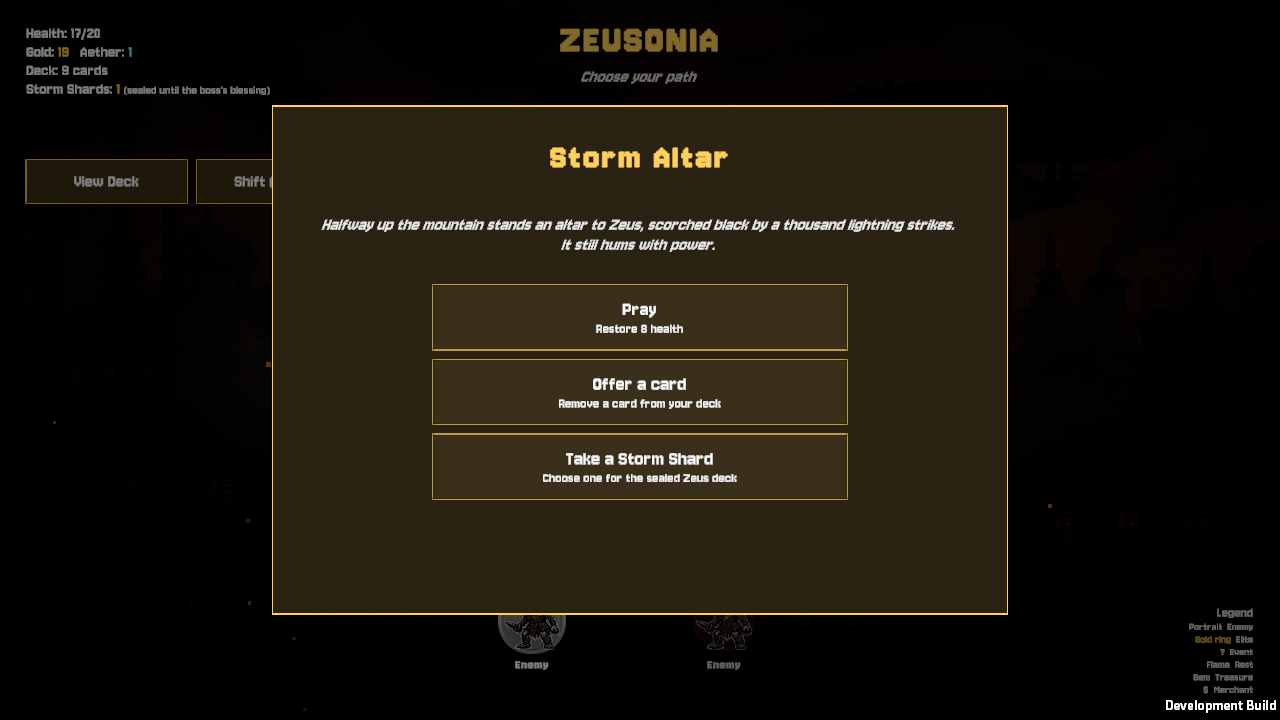 Health: 17/20
Gold: 19 Aether: 1
Deck: 9 cards
Storm Shards: 1 (sealed until the boss's blessing)
ZEUSONIA
Choose your path
View Deck
Shift
Storm Altar
Halfway up the mountain stands an altar to Zeus, scorched black by a thousand lightning strikes.
It still hums with power.
Pray
Restore 8 health
Offer a card
Remove a card from your deck
Take a Storm Shard
Choose one for the sealed Zeus deck
Enemy
Enemy
Legend
Portrait Enemy
Gold ring Elite
? Event
Flame Rest
Gem Treasure
$ Merchant
Development Build